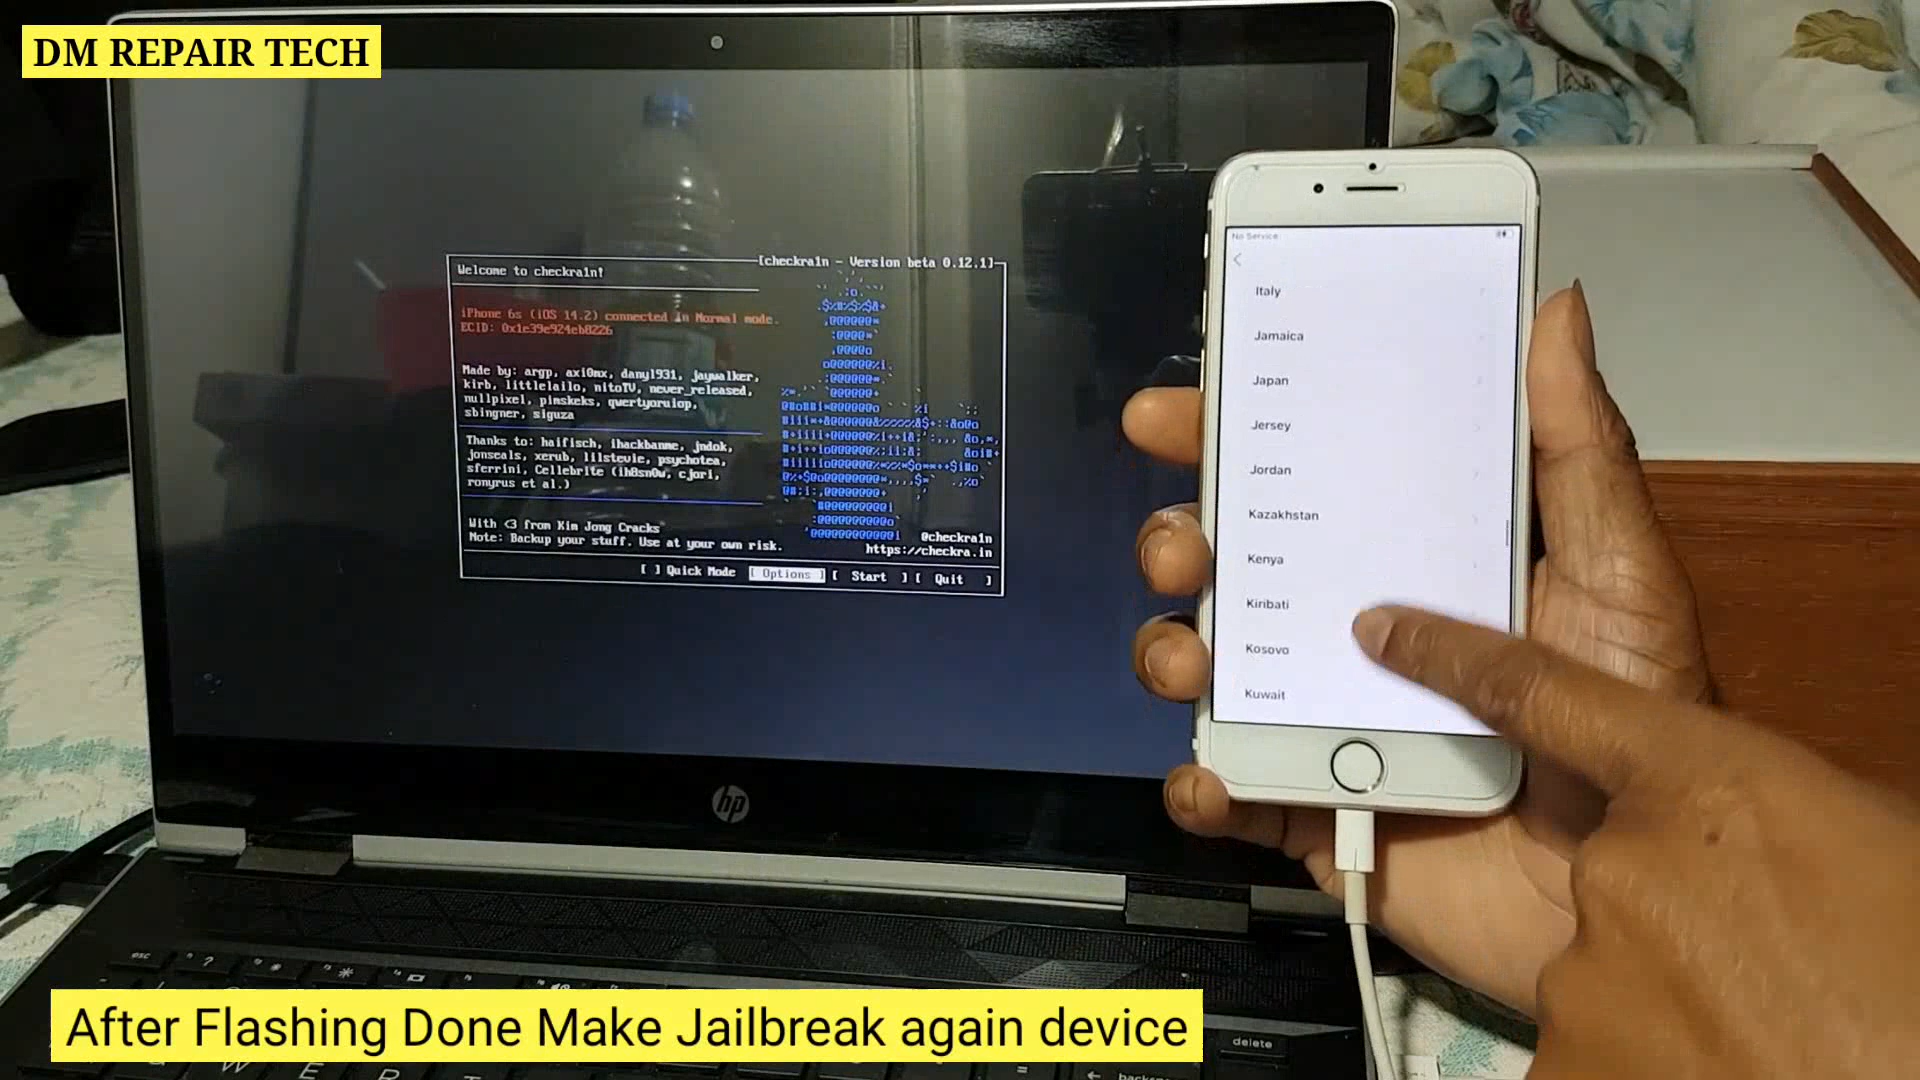 DM REPAIR TECH
[checkra1n - Version beta 0.12.1]
Welcome to checkra1n!
iPhone 6s (iOS 14.2) connected in Normal mode.
ECID: 0x1e39e924eb0226
Made by: argp, axi0mx, danyl931, jaywalker,
kirb, littlelailo, nitoTV, never_released,
nullpixel, pimskeks, qwertyoruiop,
sbingner, siguza
Thanks to: haifisch, ihackbanme, jndok,
jonseals, xerub, lilstevie, psychotea,
sferrini, Cellebrite (ih8sn0w, cjori,
ronyrus et al.)
With <3 from Kim Jong Cracks
Note: Backup your stuff. Use at your own risk.
@checkra1n
https://checkra.in
[ ] Quick Mode [ Options ] [ Start ] [ Quit ]
No Service
Italy
Jamaica
Japan
Jersey
Jordan
Kazakhstan
Kenya
Kiribati
Kosovo
Kuwait
hp
esc
After Flashing Done Make Jailbreak again device
delete